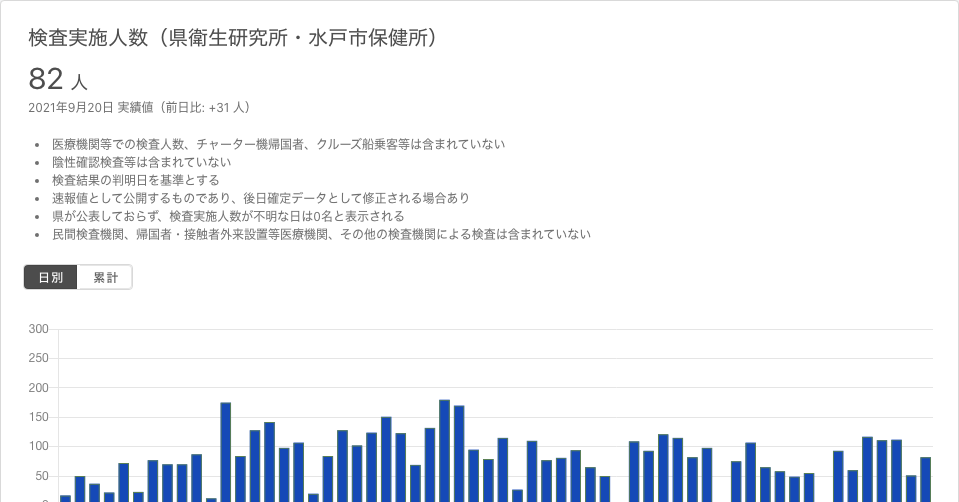 検査実施人数（県衛生研究所・水戸市保健所）
82 人
2021年9月20日 実績値（前日比: +31 人）
• 医療機関等での検査人数、チャーター機帰国者、クルーズ船乗客等は含まれていない
• 陰性確認検査等は含まれていない
• 検査結果の判明日を基準とする
• 速報値として公開するものであり、後日確定データとして修正される場合あり
• 県が公表しておらず、検査実施人数が不明な日は0名と表示される
• 民間検査機関、帰国者・接触者外来設置等医療機関、その他の検査機関による検査は含まれていない
日別 累計
300
250
200
150
100
50
0